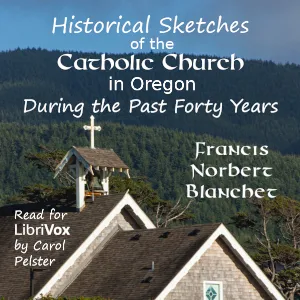 Historical Sketches
of the
Catholic Church
in Oregon
During the Past Forty Years
Francis
Norbert
Blanchet
Read for
LibriVox
by Carol
Pelster